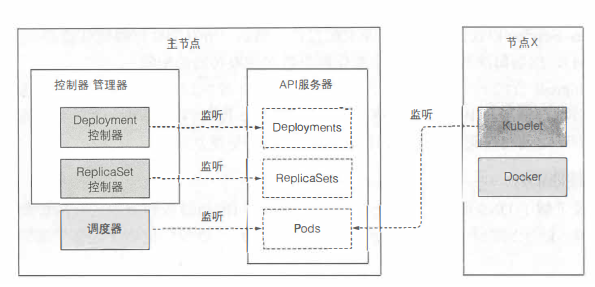 主节点
节点X
控制器 管理器
API服务器
Deployment
控制器
监听
Deployments
监听
Kubelet
ReplicaSet
控制器
监听
ReplicaSets
Docker
调度器
监听
Pods